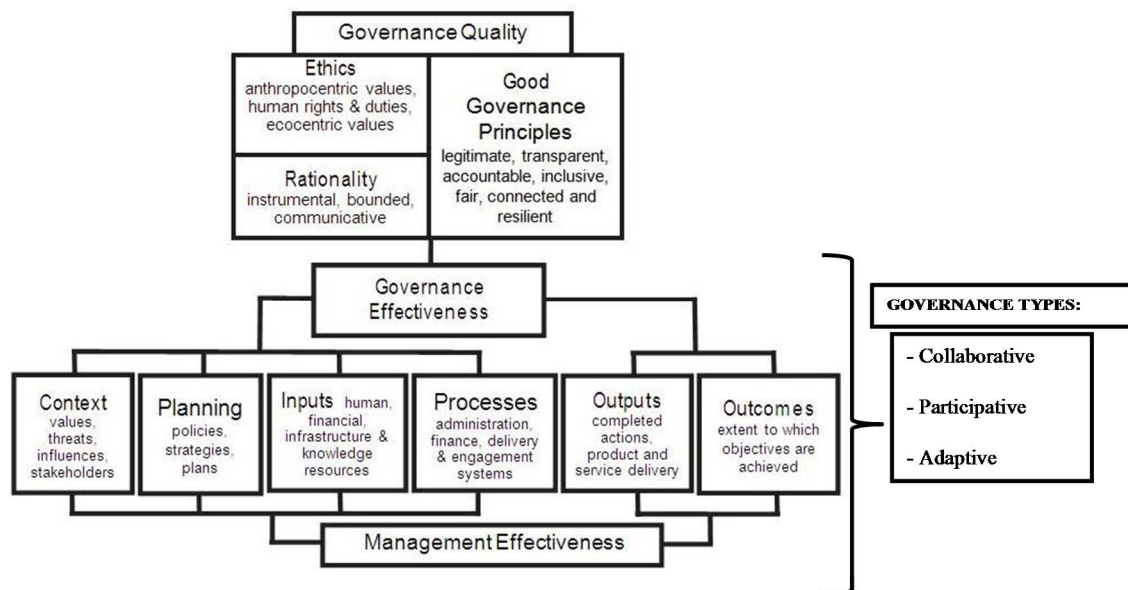 Governance Quality
Ethics
anthropocentric values,
human rights & duties,
ecocentric values
Rationality
instrumental, bounded,
communicative
Good
Governance
Principles
legitimate, transparent,
accountable, inclusive,
fair, connected and
resilient
Governance
Effectiveness
Context
values,
threats,
influences,
stakeholders
Planning
policies,
strategies,
plans
Inputs human,
financial,
infrastructure &
knowledge
resources
Processes
administration,
finance, delivery
& engagement
systems
Outputs
completed
actions,
product and
service delivery
Outcomes
extent to which
objectives are
achieved
Management Effectiveness
GOVERNANCE TYPES:
- Collaborative
- Participative
- Adaptive